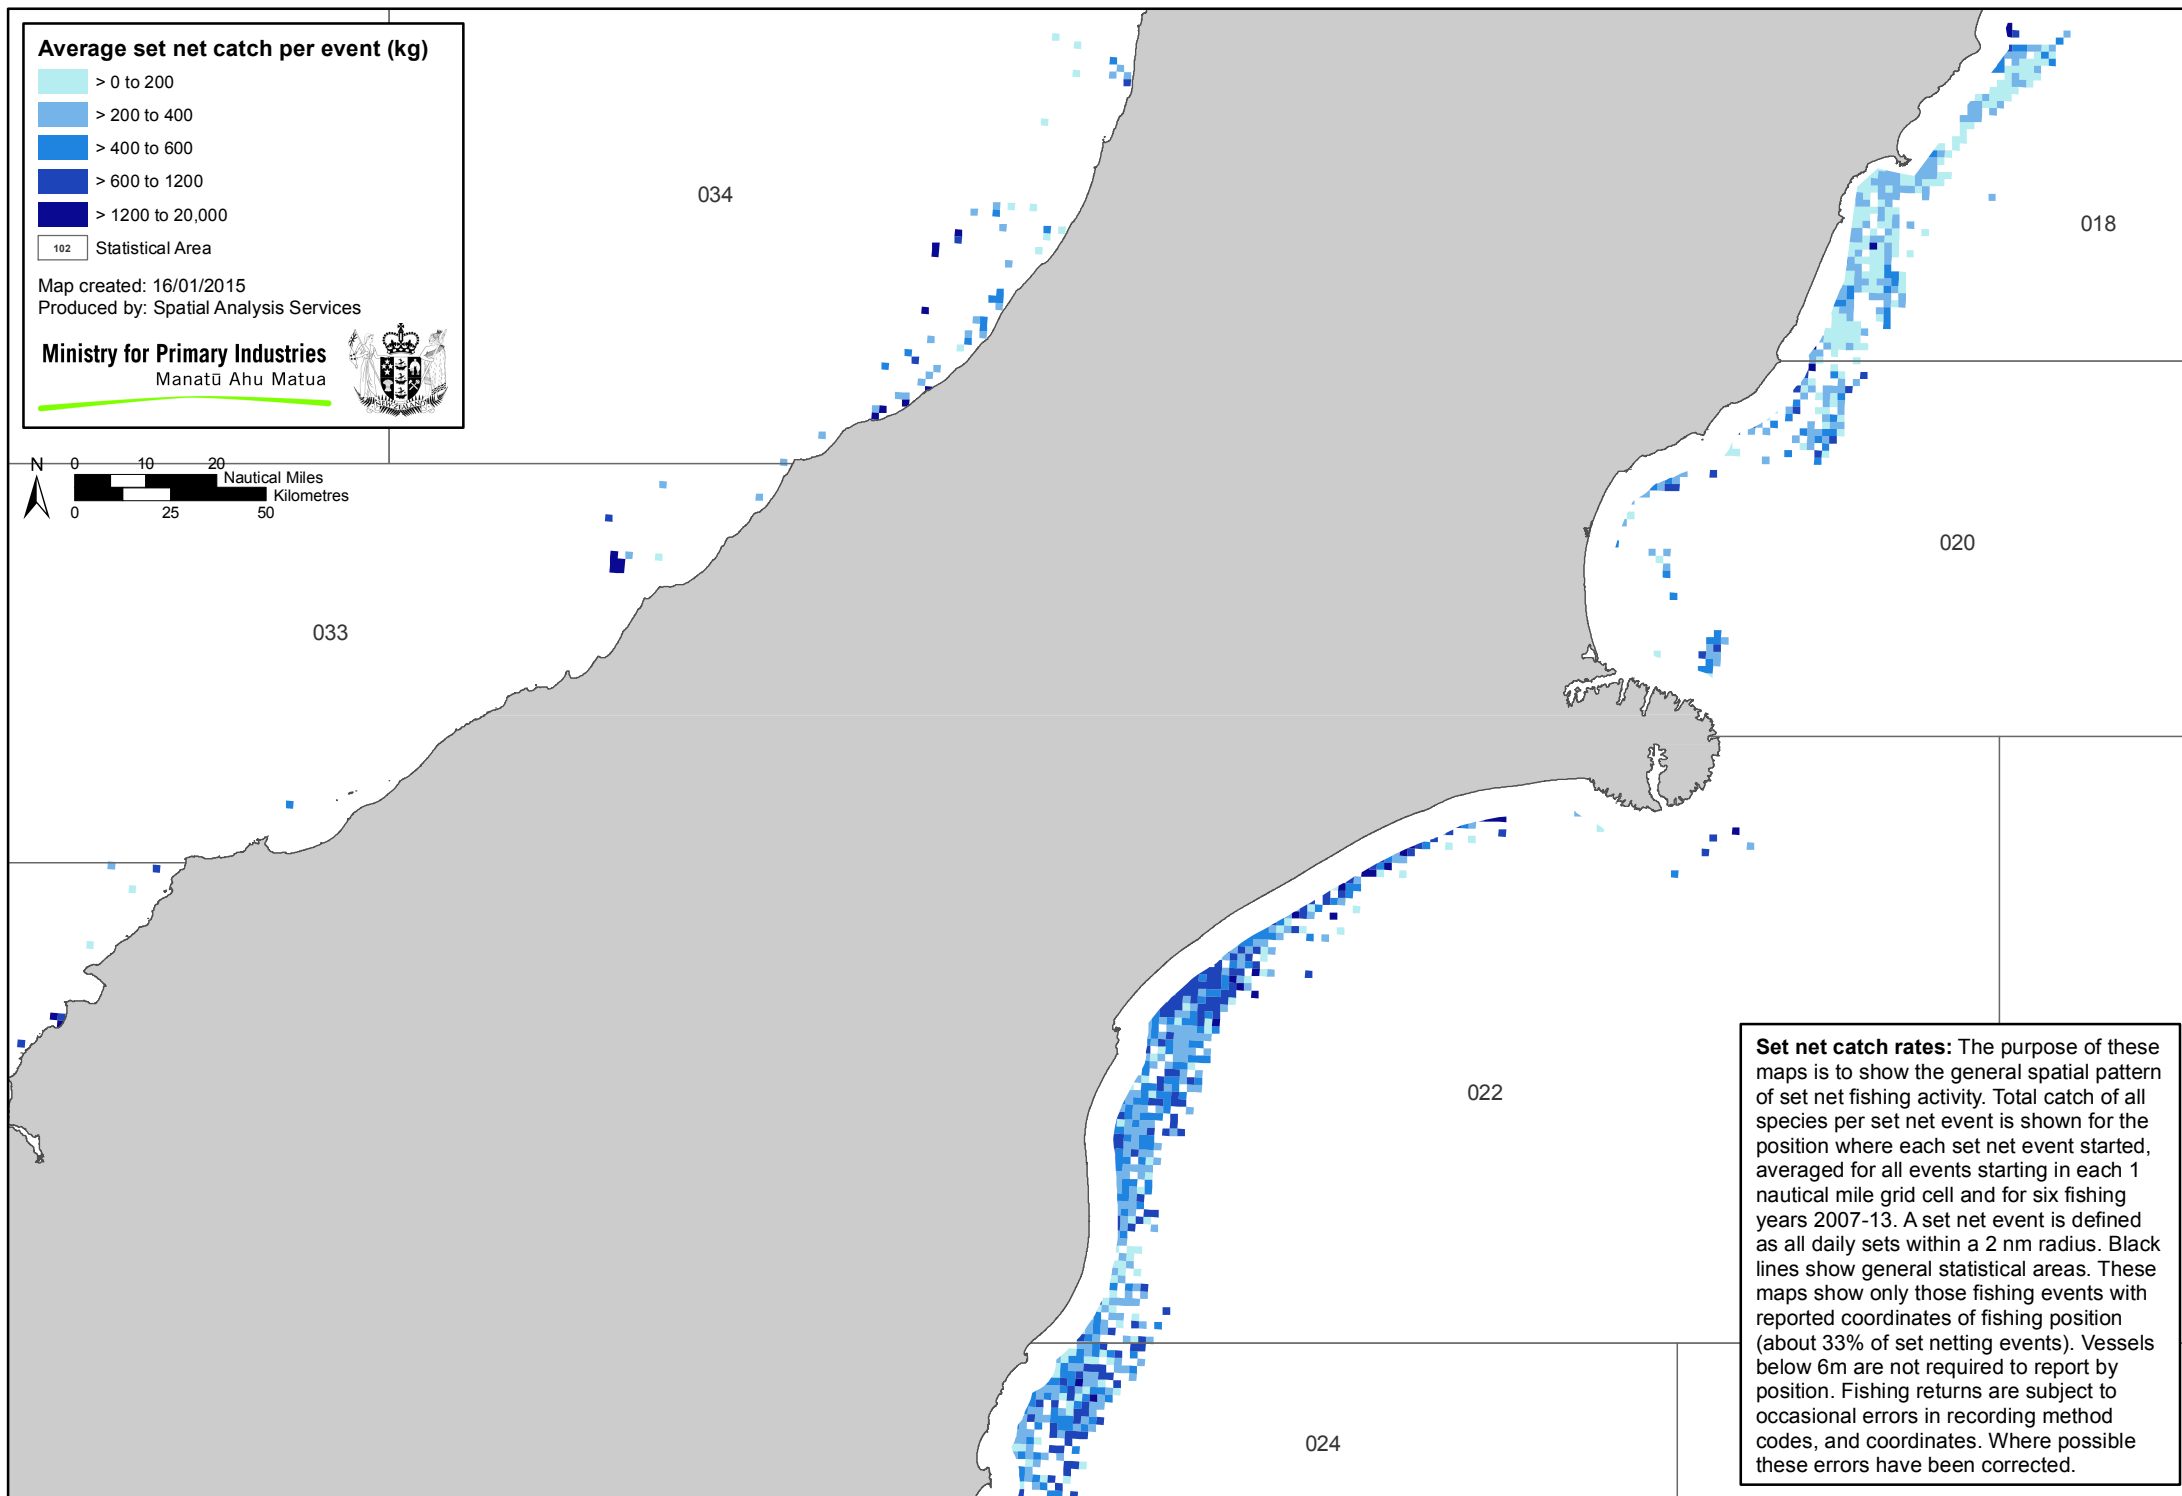 Average set net catch per event (kg)
> 0 to 200
> 200 to 400
> 400 to 600
> 600 to 1200
> 1200 to 20,000
102 Statistical Area
Map created: 16/01/2015
Produced by: Spatial Analysis Services
Ministry for Primary Industries
Manatū Ahu Matua
NEW ZEALAND
N 0 10 20
Nautical Miles
Kilometres
0 25 50
034
018
020
033
022
024
Set net catch rates: The purpose of these
maps is to show the general spatial pattern
of set net fishing activity. Total catch of all
species per set net event is shown for the
position where each set net event started,
averaged for all events starting in each 1
nautical mile grid cell and for six fishing
years 2007-13. A set net event is defined
as all daily sets within a 2 nm radius. Black
lines show general statistical areas. These
maps show only those fishing events with
reported coordinates of fishing position
(about 33% of set netting events). Vessels
below 6m are not required to report by
position. Fishing returns are subject to
occasional errors in recording method
codes, and coordinates. Where possible
these errors have been corrected.